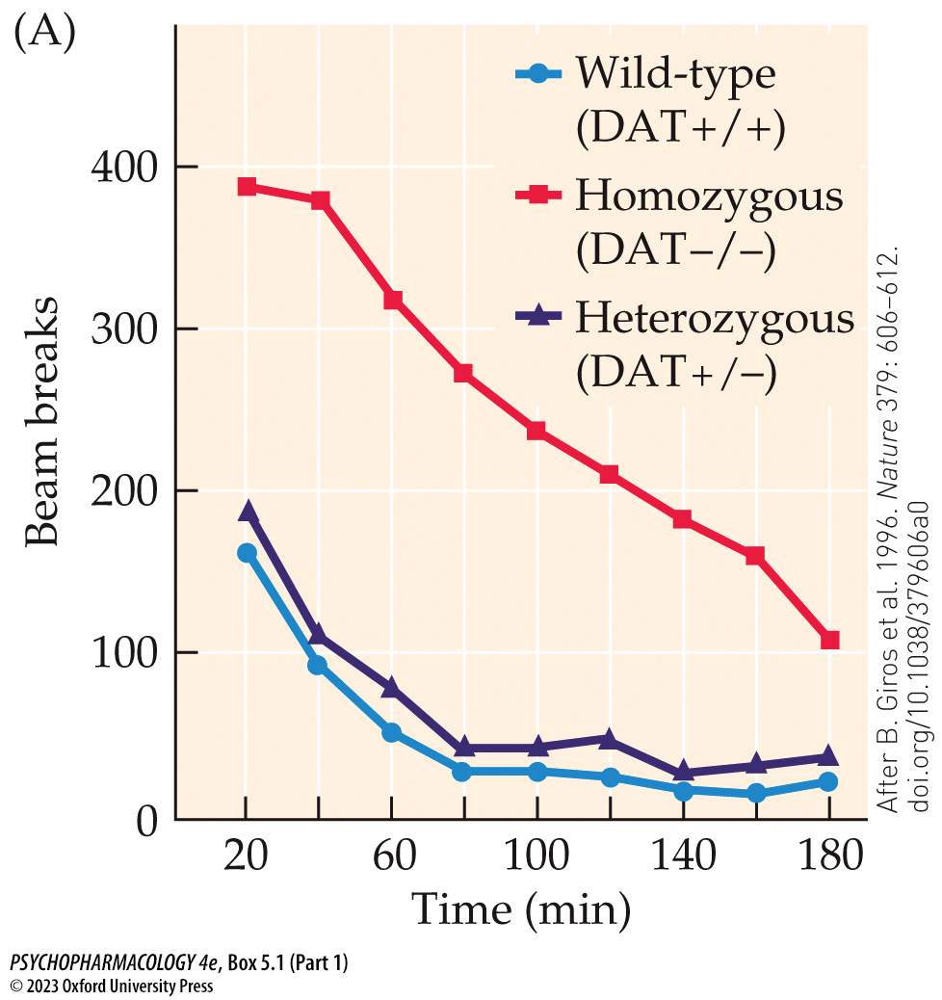 (A)
Wild-type
(DAT+/+)
Homozygous
(DAT–/–)
Heterozygous
(DAT+/–)
400
300
200
100
0
Beam breaks
20
60
100
140
180
Time (min)
After B. Giros et al. 1996. Nature 379: 606–612.
doi.org/10.1038/379606a0
PSYCHOPHARMACOLOGY 4e, Box 5.1 (Part 1)
© 2023 Oxford University Press